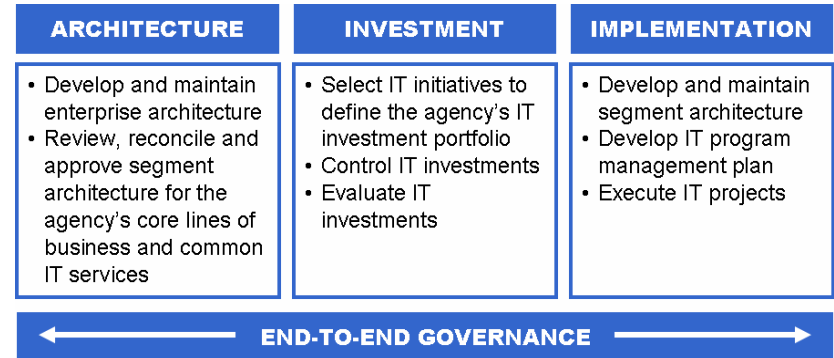 ARCHITECTURE
• Develop and maintain
enterprise architecture
• Review, reconcile and
approve segment
architecture for the
agency's core lines of
business and common
IT services
INVESTMENT
• Select IT initiatives to
define the agency's IT
investment portfolio
• Control IT investments
• Evaluate IT
investments
IMPLEMENTATION
• Develop and maintain
segment architecture
• Develop IT program
management plan
• Execute IT projects
END-TO-END GOVERNANCE